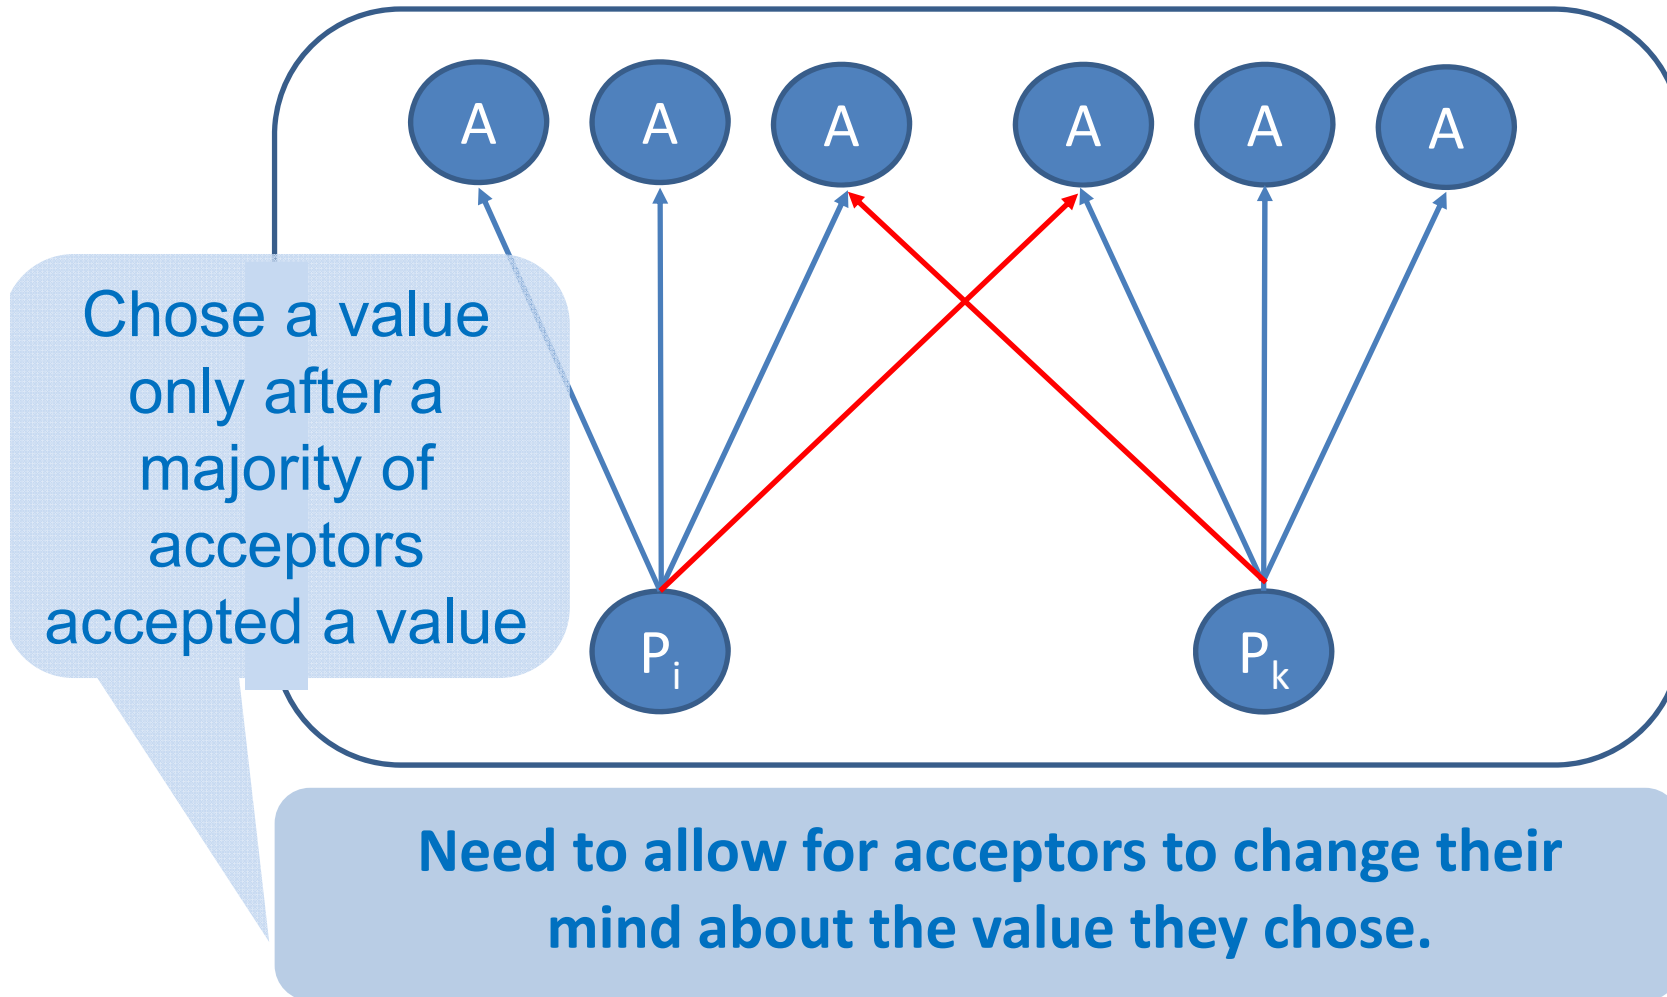 A A A A A A
Chose a value
only after a
majority of
acceptors
accepted a value
Pi Pk
Need to allow for acceptors to change their
mind about the value they chose.